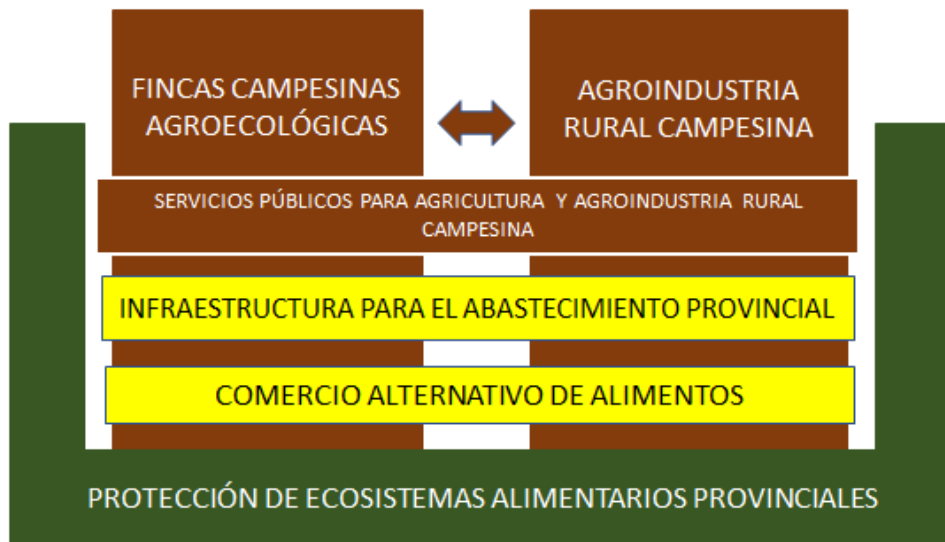 FINCAS CAMPESINAS
AGROECOLÓGICAS
AGROINDUSTRIA
RURAL CAMPESINA
SERVICIOS PÚBLICOS PARA AGRICULTURA Y AGROINDUSTRIA RURAL
CAMPESINA
INFRAESTRUCTURA PARA EL ABASTECIMIENTO PROVINCIAL
COMERCIO ALTERNATIVO DE ALIMENTOS
PROTECCIÓN DE ECOSISTEMAS ALIMENTARIOS PROVINCIALES